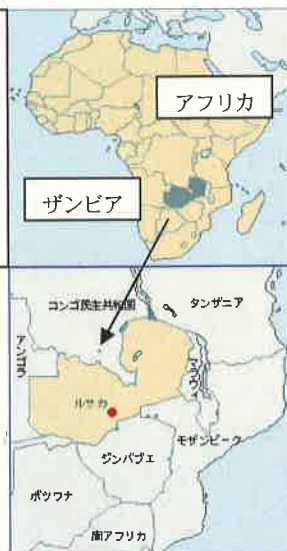 アフリカ
ザンビア
コンゴ民主共和国
タンザニア
アンゴラ
マラウイ
ルサカ
モザンビーク
ジンバブエ
ボツワナ
南アフリカ